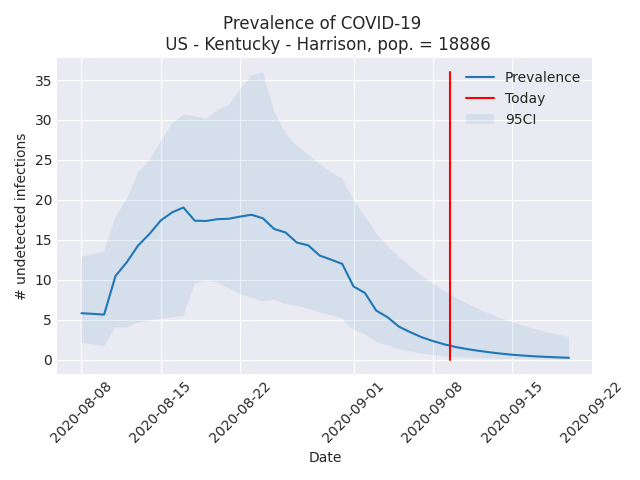 Prevalence of COVID-19
US - Kentucky - Harrison, pop. = 18886
Prevalence
Today
95CI
# undetected infections
35
30
25
20
15
10
5
0
2020-08-08
2020-08-15
2020-08-22
2020-09-01
2020-09-08
2020-09-15
2020-09-22
Date